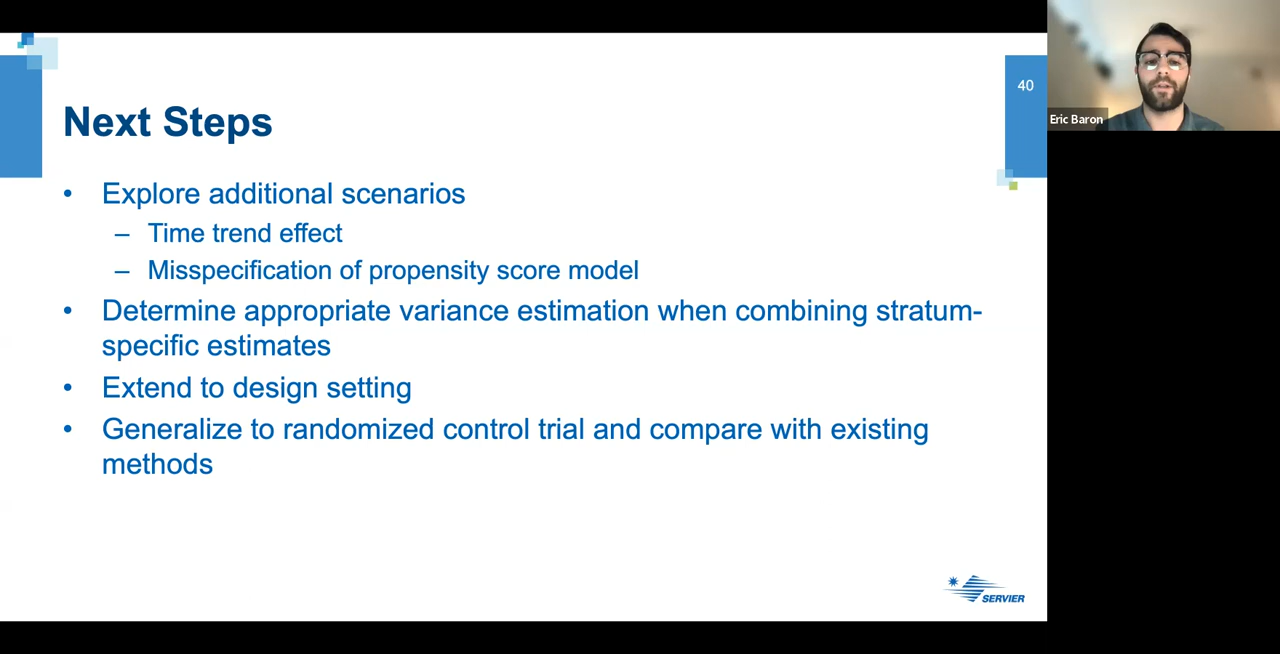 40
Next Steps
• Explore additional scenarios
– Time trend effect
– Misspecification of propensity score model
• Determine appropriate variance estimation when combining stratum-
specific estimates
• Extend to design setting
• Generalize to randomized control trial and compare with existing
methods
SERVIER
Eric Baron